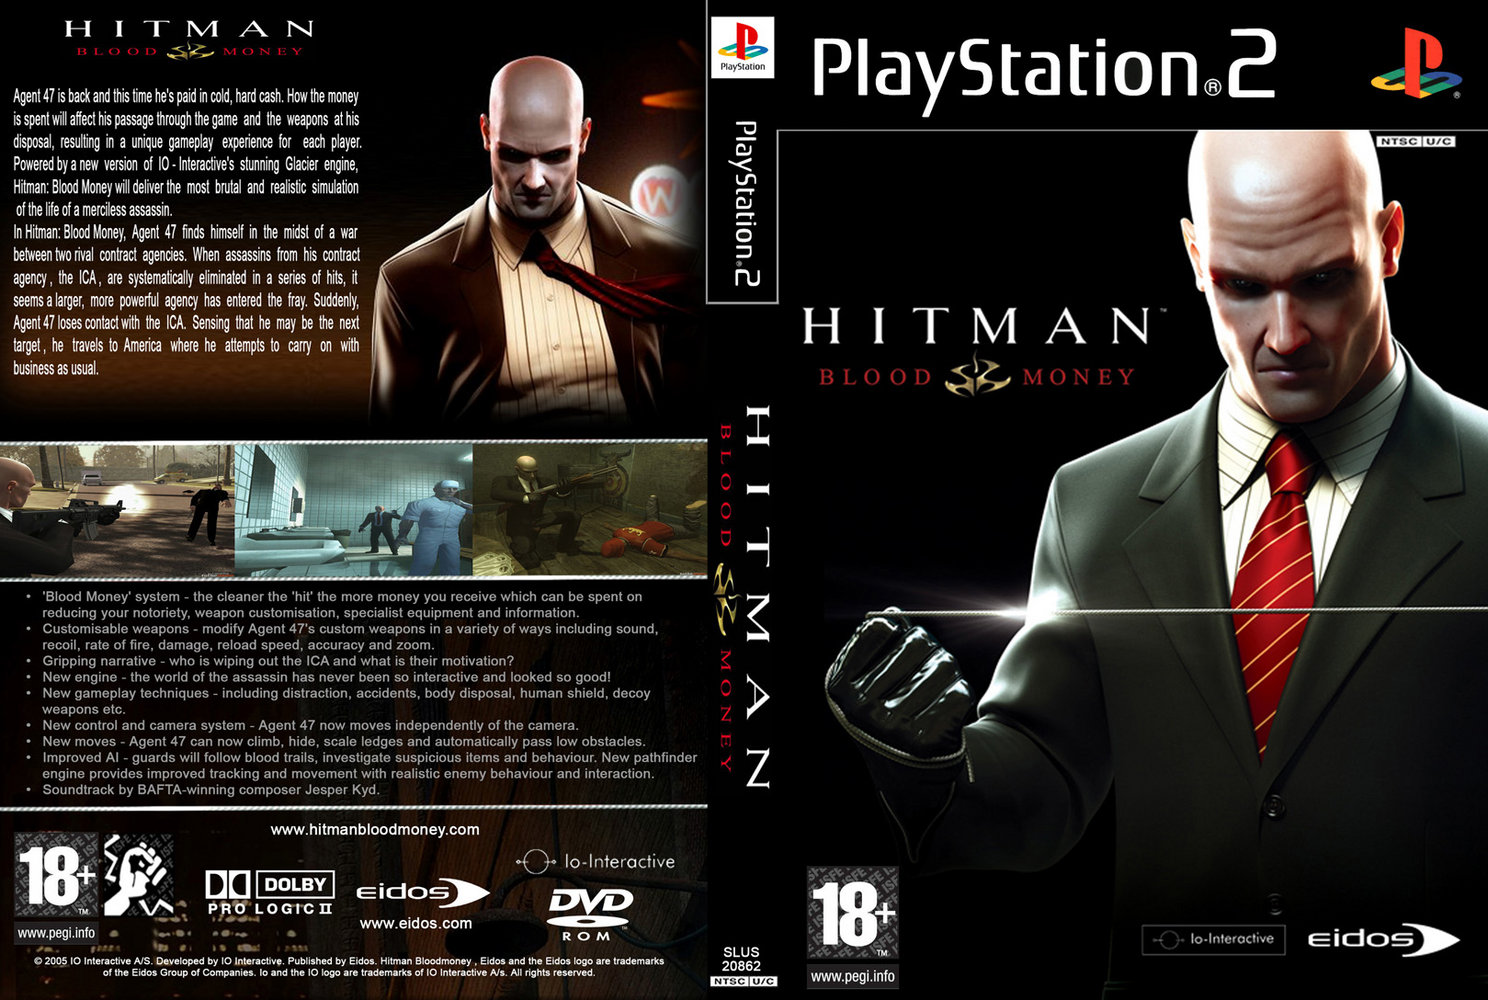 HITMAN
BLOOD MONEY
Agent 47 is back and this time he's paid in cold, hard cash. How the money
is spent will affect his passage through the game and the weapons at his
disposal, resulting in a unique gameplay experience for each player.
Powered by a new version of IO - Interactive's stunning Glacier engine,
Hitman: Blood Money will deliver the most brutal and realistic simulation
of the life of a merciless assassin.
In Hitman: Blood Money, Agent 47 finds himself in the midst of a war
between two rival contract agencies. When assassins from his contract
agency , the ICA , are systematically eliminated in a series of hits, it
seems a larger, more powerful agency has entered the fray. Suddenly,
Agent 47 loses contact with the ICA. Sensing that he may be the next
target , he travels to America where he attempts to carry on with
business as usual.
W
• 'Blood Money' system - the cleaner the 'hit' the more money you receive which can be spent on
reducing your notoriety, weapon customisation, specialist equipment and information.
• Customisable weapons - modify Agent 47's custom weapons in a variety of ways including sound,
recoil, rate of fire, damage, reload speed, accuracy and zoom.
• Gripping narrative - who is wiping out the ICA and what is their motivation?
• New engine - the world of the assassin has never been so interactive and looked so good!
• New gameplay techniques - including distraction, accidents, body disposal, human shield, decoy
weapons etc.
• New control and camera system - Agent 47 now moves independently of the camera.
• New moves - Agent 47 can now climb, hide, scale ledges and automatically pass low obstacles.
• Improved AI - guards will follow blood trails, investigate suspicious items and behaviour. New pathfinder
engine provides improved tracking and movement with realistic enemy behaviour and interaction.
• Soundtrack by BAFTA-winning composer Jesper Kyd.
www.hitmanbloodmoney.com
18+
TM
www.pegi.info
DOLBY
PRO LOGIC II
eidos
www.eidos.com
Io-Interactive
DVD
ROM
© 2005 IO Interactive A/S. Developed by IO Interactive. Published by Eidos. Hitman Bloodmoney , Eidos and the Eidos logo are trademarks
of the Eidos Group of Companies. Io and the IO logo are trademarks of IO Interactive A/s. All rights reserved.
PlayStation
PlayStation®2
HITMAN
BLOOD MONEY
SLUS
20862
NTSC U/C
PlayStation®2
®
NTSC U/C
HITMAN™
BLOOD MONEY
18+
TM
www.pegi.info
Io-Interactive
eidos